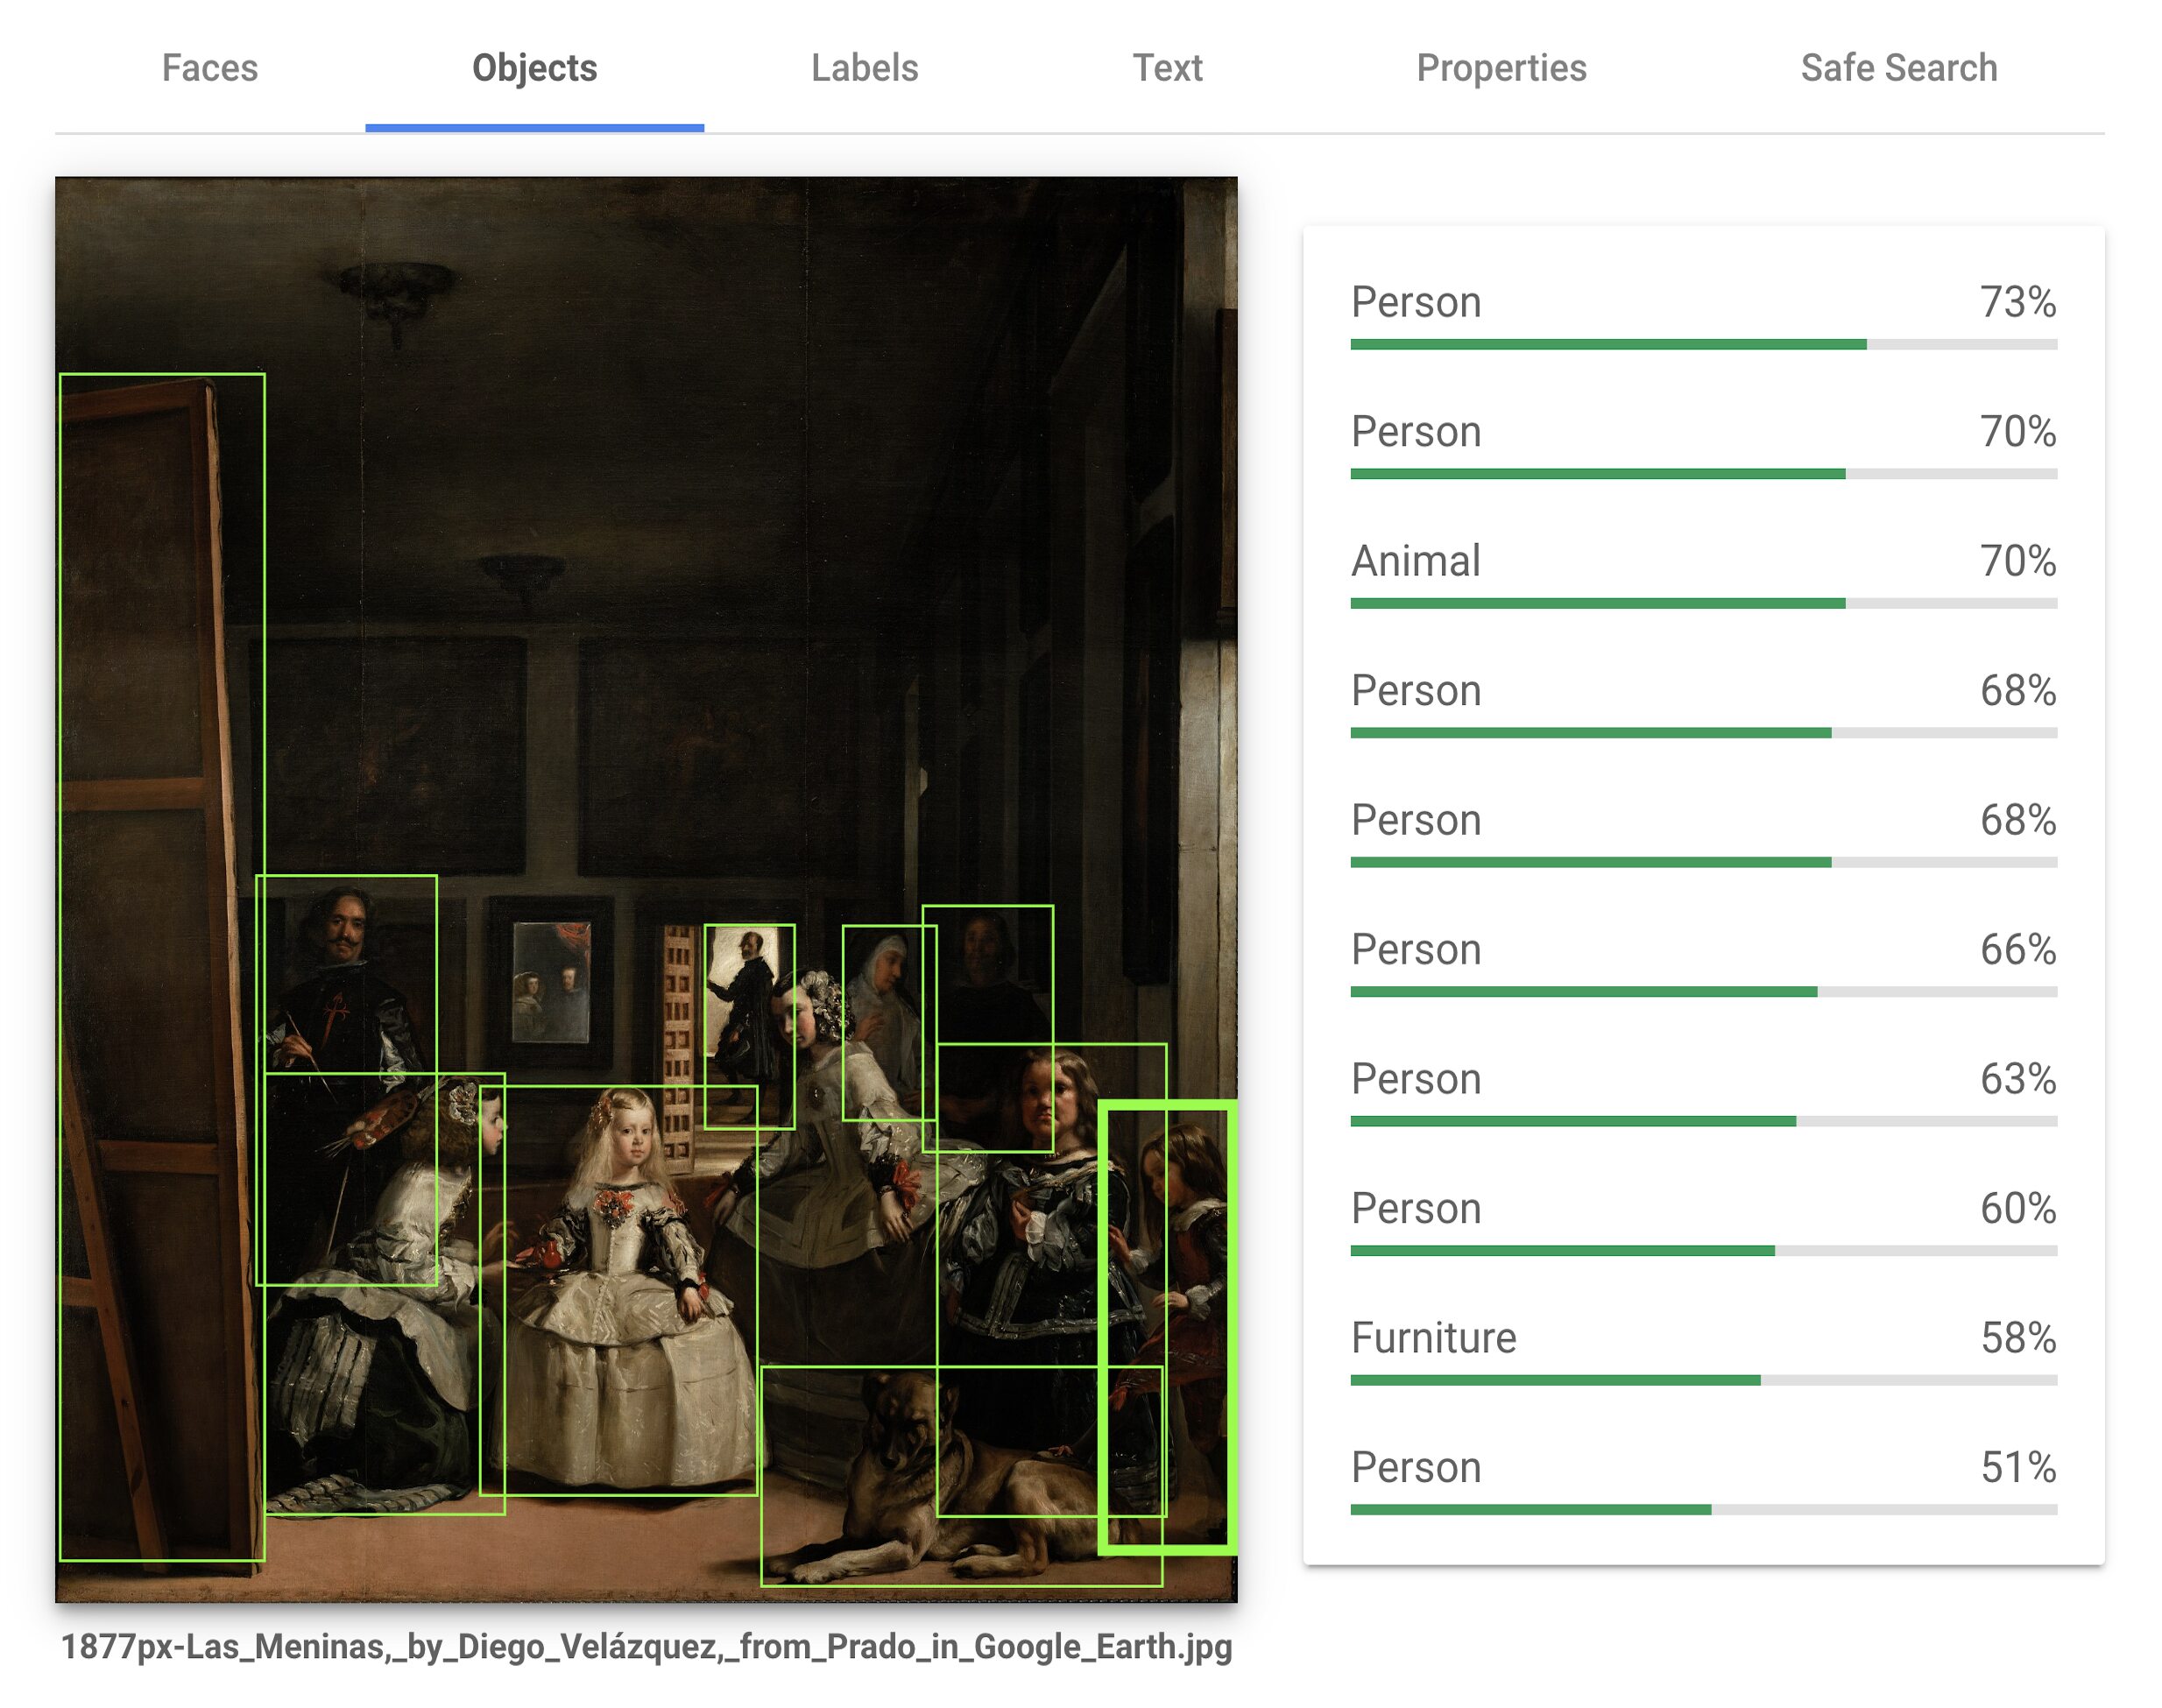 Faces Objects Labels Text Properties Safe Search
Person 73%
Person 70%
Animal 70%
Person 68%
Person 68%
Person 66%
Person 63%
Person 60%
Furniture 58%
Person 51%
1877px-Las_Meninas,_by_Diego_Velázquez,_from_Prado_in_Google_Earth.jpg